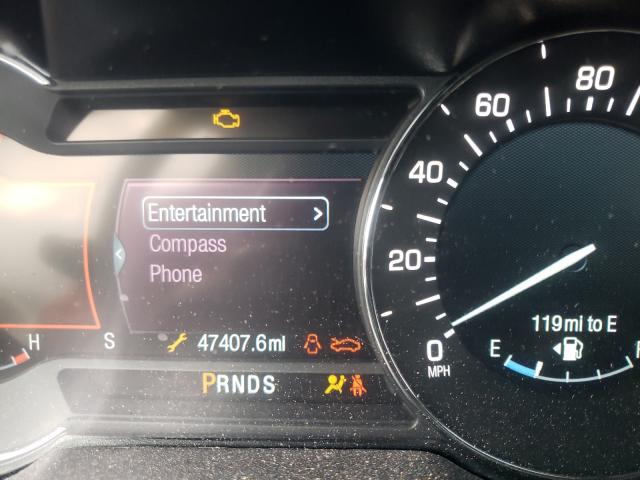 80
60
40
20
0
MPH
Entertainment >
Compass
Phone
119mi to E
H
S
47407.6mi
E
F
PRNDS